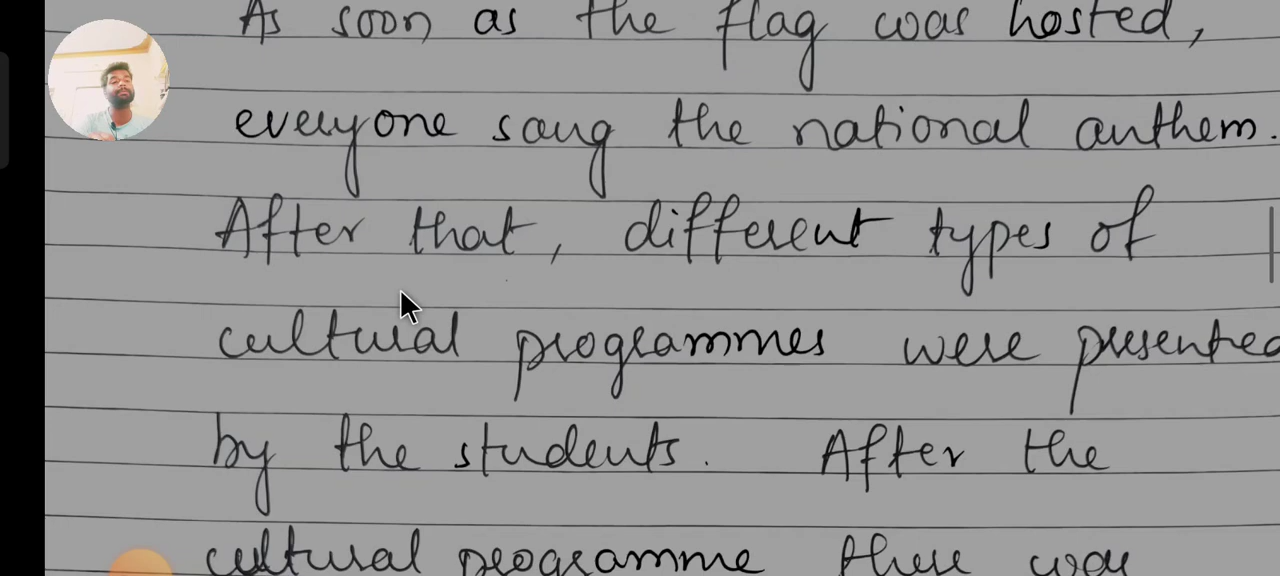 As soon as the flag was hosted,
everyone sang the national anthem.
After that, different types of
cultural programmes were presented
by the students. After the
cultural programme there was